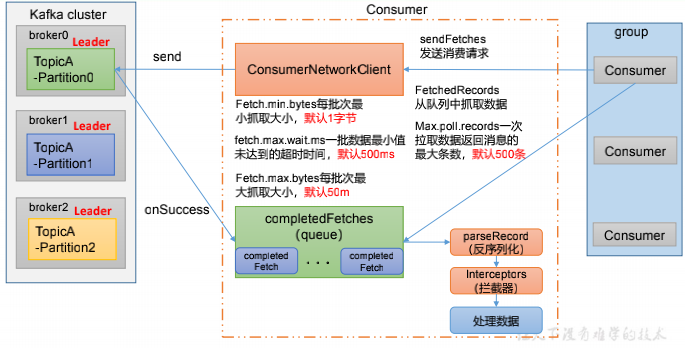 Kafka cluster
broker0
Leader
TopicA
-Partition0
broker1
Leader
TopicA
-Partition1
broker2
Leader
TopicA
-Partition2
send
onSuccess
Consumer
ConsumerNetworkClient
Fetch.min.bytes每批次最
小抓取大小，默认1字节
fetch.max.wait.ms一批数据最小值
未达到的超时时间，默认500ms
Fetch.max.bytes每批次最
大抓取大小，默认50m
completedFetches
(queue)
completed
Fetch
· · ·
completed
Fetch
sendFetches
发送消费请求
FetchedRecords
从队列中抓取数据
Max.poll.records一次
拉取数据返回消息的
最大条数，默认500条
parseRecord
(反序列化)
Interceptors
(拦截器)
处理数据
group
Consumer
Consumer
Consumer
下没有难学的技术